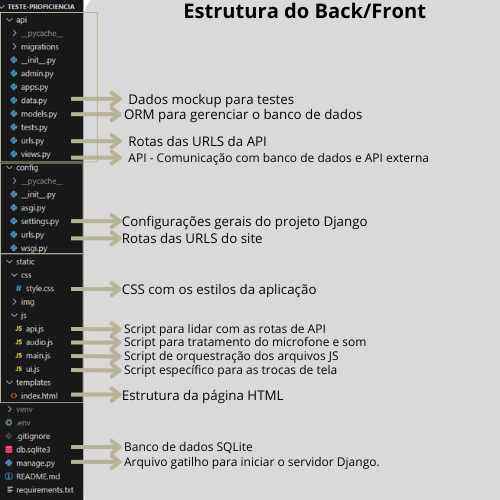 Estrutura do Back/Front
TESTE-PROFICIENCIA
api
__pycache__
migrations
__init__.py
admin.py
apps.py
data.py
Dados mockup para testes
models.py
ORM para gerenciar o banco de dados
tests.py
urls.py
Rotas das URLS da API
views.py
API - Comunicação com banco de dados e API externa
config
__pycache__
__init__.py
asgi.py
settings.py
Configurações gerais do projeto Django
urls.py
Rotas das URLS do site
wsgi.py
static
css
# style.css
CSS com os estilos da aplicação
img
js
JS api.js
Script para lidar com as rotas de API
JS audio.js
Script para tratamento do microfone e som
JS main.js
Script de orquestração dos arquivos JS
JS ui.js
Script específico para as trocas de tela
templates
<> index.html
Estrutura da página HTML
venv
.env
.gitignore
db.sqlite3
Banco de dados SQLite
manage.py
Arquivo gatilho para iniciar o servidor Django.
README.md
requirements.txt